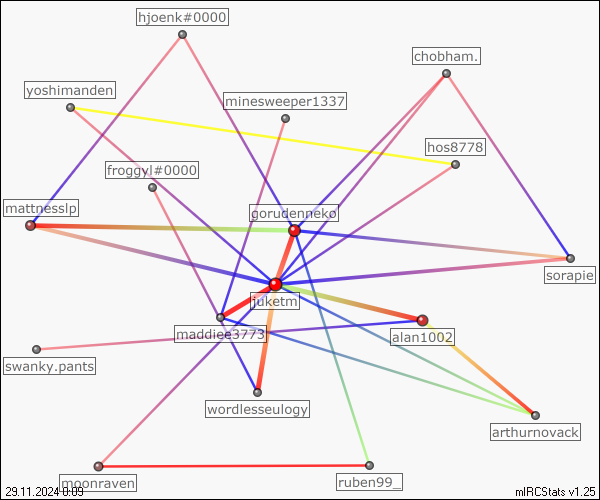 hjoenk#0000
chobham.
yoshimanden
minesweeper1337
hos8778
froggyl#0000
mattnesslp
gorudenneko
sorapie
juketm
maddiee3773
alan1002
swanky.pants
wordlesseulogy
arthurnovack
moonraven
ruben99_
29.11.2024 0:09
mIRCStats v1.25